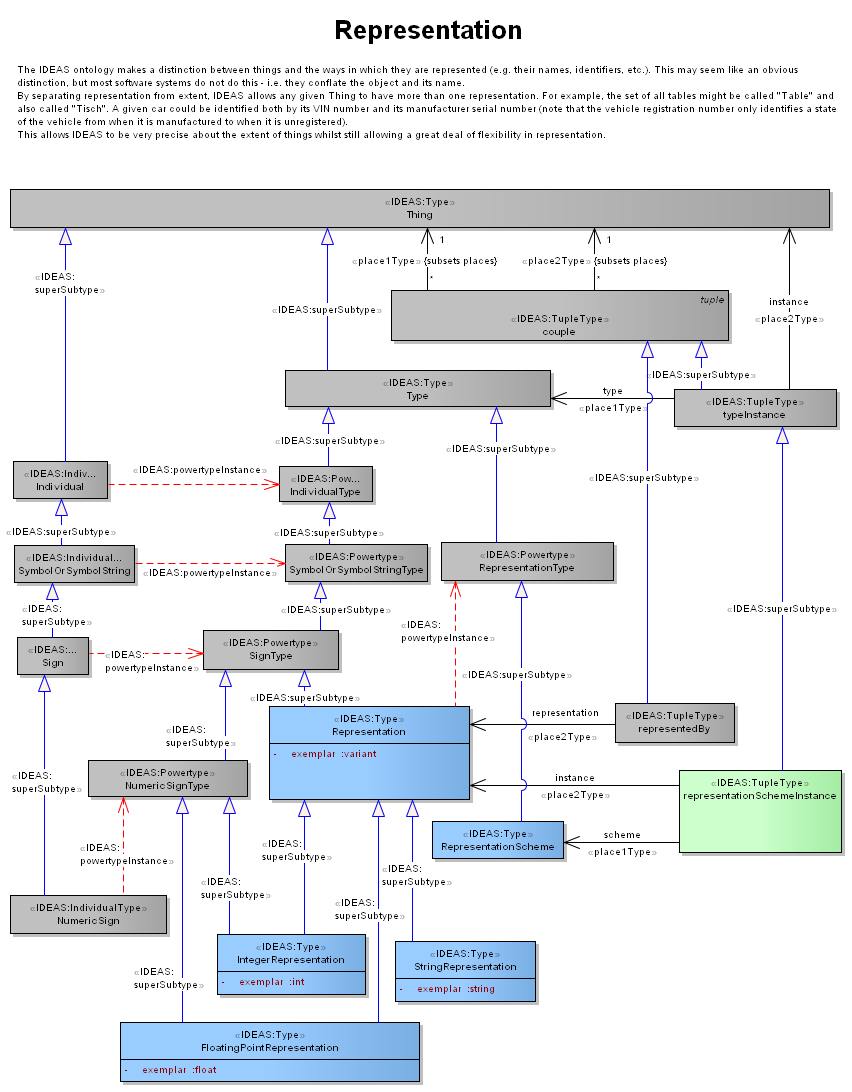 Representation
The IDEAS ontology makes a distinction between things and the ways in which they are represented (e.g. their names, identifiers, etc.). This may seem like an obvious
distinction, but most software systems do not do this - i.e. they conflate the object and its name.
By separating representation from extent, IDEAS allows any given Thing to have more than one representation. For example, the set of all tables might be called "Table" and
also called "Tisch". A given car could be identified both by its VIN number and its manufacturer serial number (note that the vehicle registration number only identifies a state
of the vehicle from when it is manufactured to when it is unregistered).
This allows IDEAS to be very precise about the extent of things whilst still allowing a great deal of flexibility in representation.
«IDEAS:Type»
Thing
1
1
«place1Type» {subsets places}
«place2Type» {subsets places}
*
*
«IDEAS:
superSubtype»
«IDEAS:superSubtype»
tuple
«IDEAS:TupleType»
couple
instance
«place2Type»
«IDEAS:Type»
Type
«IDEAS:superSubtype»
type
«place1Type»
«IDEAS:TupleType»
typeInstance
«IDEAS:superSubtype»
«IDEAS:superSubtype»
«IDEAS:Indiv...
Individual
«IDEAS:powertypeInstance»
«IDEAS:Pow...
IndividualType
«IDEAS:superSubtype»
«IDEAS:superSubtype»
«IDEAS:superSubtype»
«IDEAS:Individual...
SymbolOrSymbolString
«IDEAS:powertypeInstance»
«IDEAS:Powertype»
SymbolOrSymbolStringType
«IDEAS:Powertype»
RepresentationType
«IDEAS:
superSubtype»
«IDEAS:superSubtype»
«IDEAS:superSubtype»
«IDEAS:
powertypeInstance»
«IDEAS:...
Sign
«IDEAS:
powertypeInstance»
«IDEAS:Powertype»
SignType
«IDEAS:superSubtype»
«IDEAS:superSubtype»
«IDEAS:Type»
Representation
- exemplar :variant
representation
«place2Type»
«IDEAS:TupleType»
representedBy
«IDEAS:
superSubtype»
«IDEAS:
superSubtype»
«IDEAS:Powertype»
NumericSignType
instance
«place2Type»
«IDEAS:TupleType»
representationSchemeInstance
«IDEAS:Type»
RepresentationScheme
scheme
«place1Type»
«IDEAS:
powertypeInstance»
«IDEAS:
superSubtype»
«IDEAS:
superSubtype»
«IDEAS:
superSubtype»
«IDEAS:
superSubtype»
«IDEAS:IndividualType»
NumericSign
«IDEAS:Type»
IntegerRepresentation
- exemplar :int
«IDEAS:Type»
StringRepresentation
- exemplar :string
«IDEAS:
superSubtype»
«IDEAS:Type»
FloatingPointRepresentation
- exemplar :float